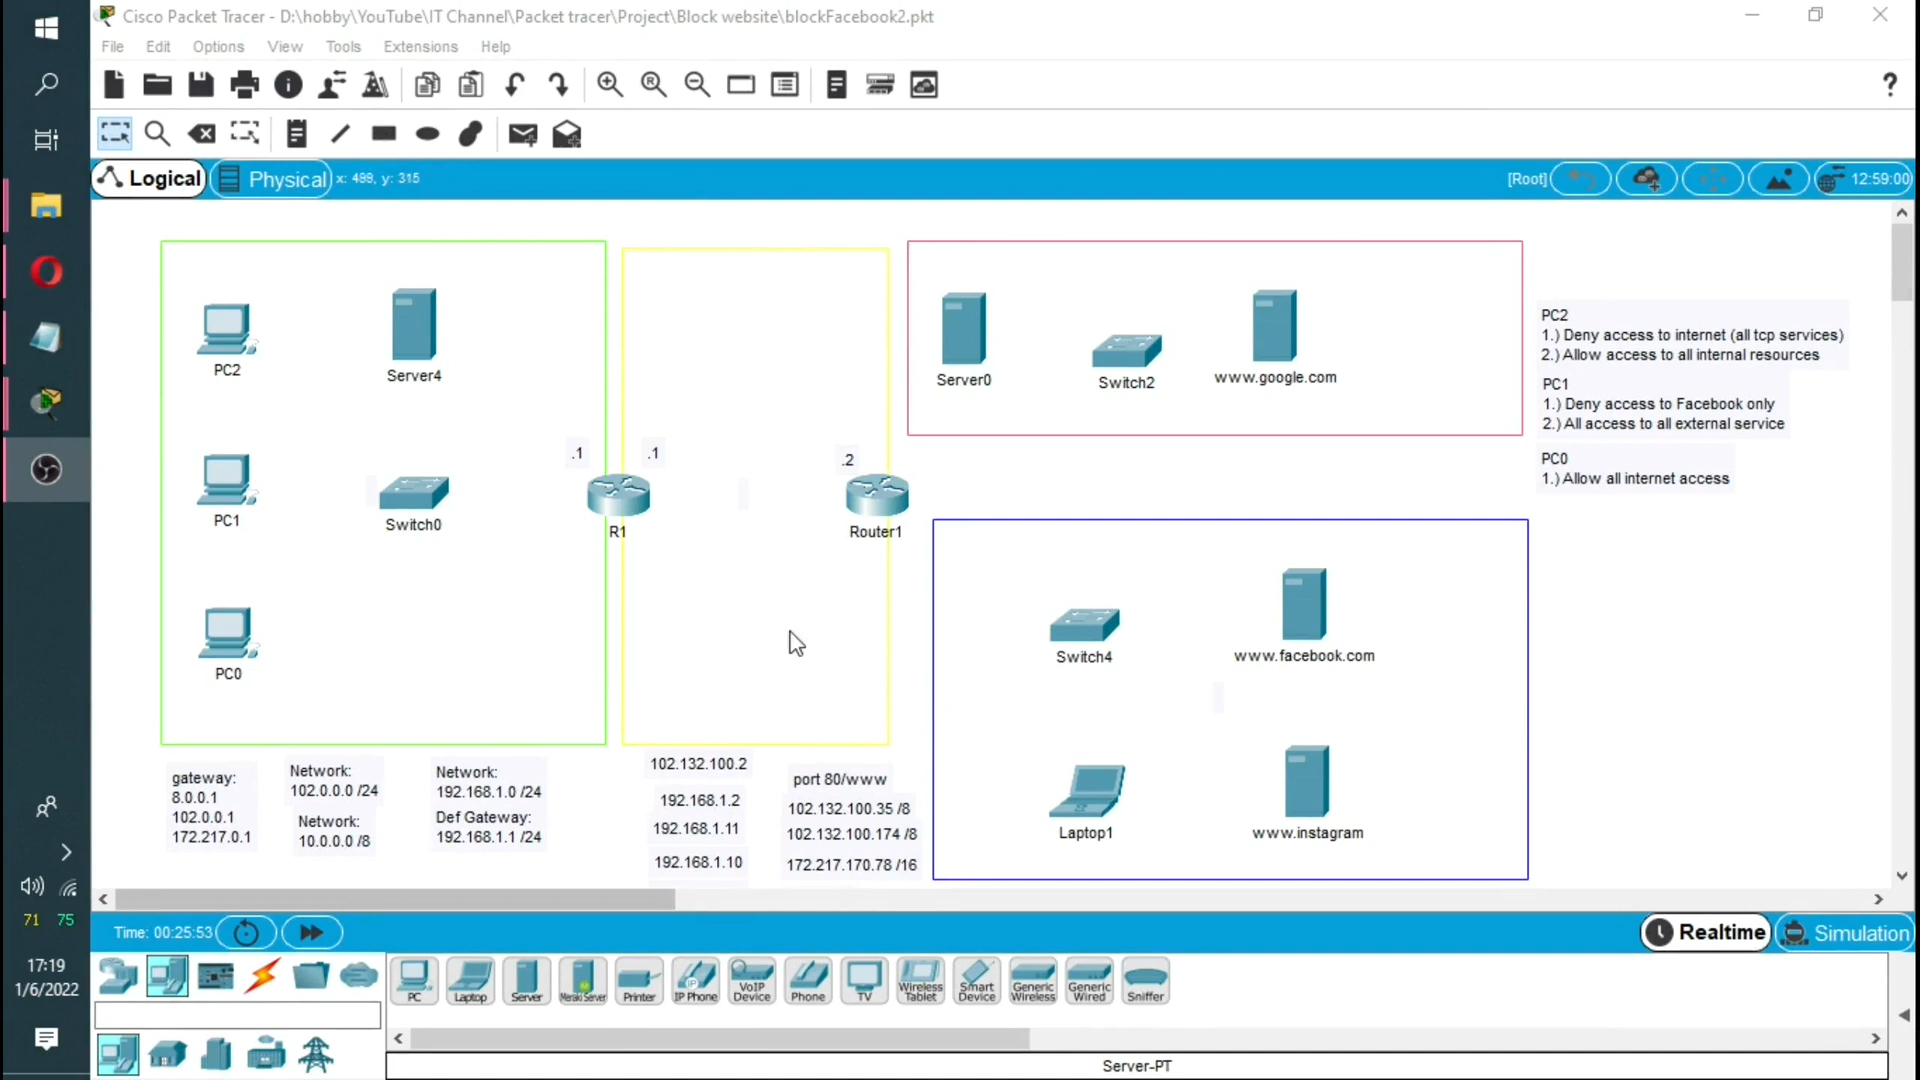 Cisco Packet Tracer - D:\hobby\YouTube\IT Channel\Packet tracer\Project\Block website\blockFacebook2.pkt
File Edit Options View Tools Extensions Help
Logical Physical x: 499, y: 315 [Root] 12:59:00
PC2
Server4
PC1
Switch0
PC0
.1
.1
R1
.2
Router1
Server0
Switch2
www.google.com
Switch4
www.facebook.com
Laptop1
www.instagram
PC2
1.) Deny access to internet (all tcp services)
2.) Allow access to all internal resources
PC1
1.) Deny access to Facebook only
2.) All access to all external service
PC0
1.) Allow all internet access
gateway:
8.0.0.1
102.0.0.1
172.217.0.1
Network:
102.0.0.0 /24
Network:
10.0.0.0 /8
Network:
192.168.1.0 /24
Def Gateway:
192.168.1.1 /24
102.132.100.2
192.168.1.2
192.168.1.11
192.168.1.10
port 80/www
102.132.100.35 /8
102.132.100.174 /8
172.217.170.78 /16
Time: 00:25:53
Realtime Simulation
PC
Laptop
Server
Meraki Server
Printer
IP Phone
VoIP Device
Phone
TV
Wireless Tablet
Smart Device
Generic Wireless
Generic Wired
Sniffer
Server-PT
71 75
17:19
1/6/2022